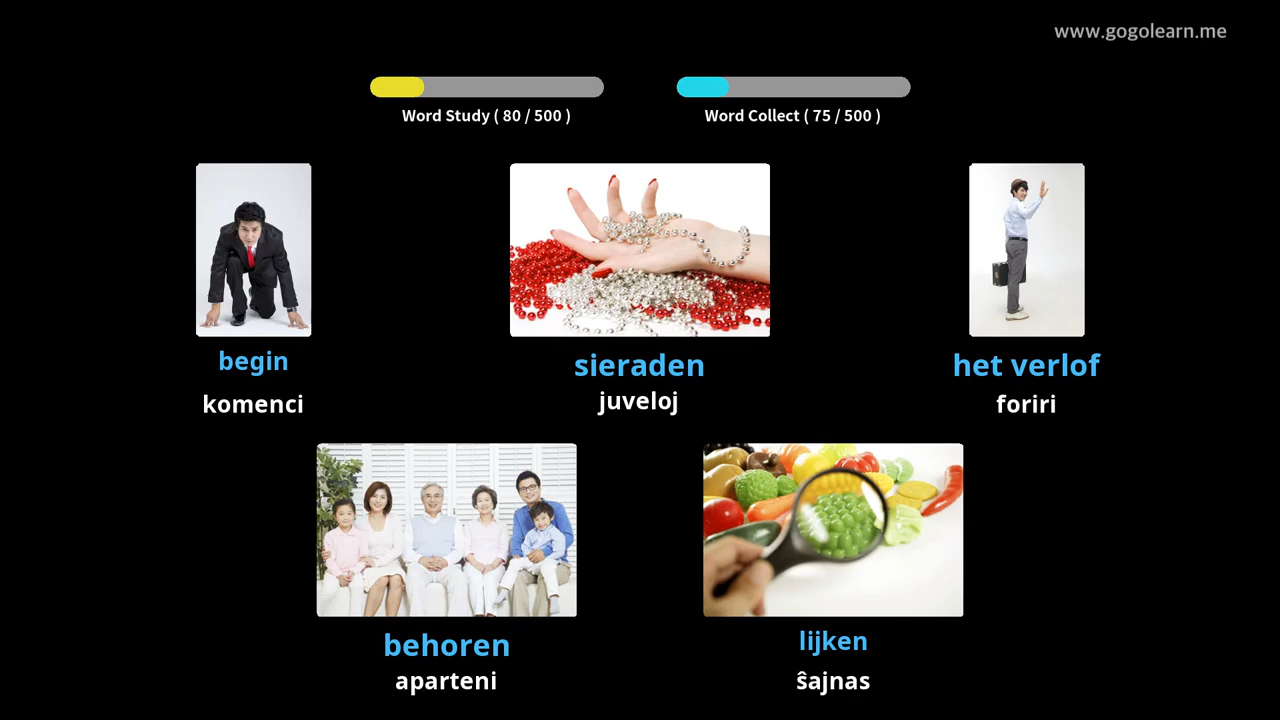 www.gogolearn.me
Word Study ( 80 / 500 )
Word Collect ( 75 / 500 )
begin
komenci
sieraden
juveloj
het verlof
foriri
behoren
aparteni
lijken
ŝajnas